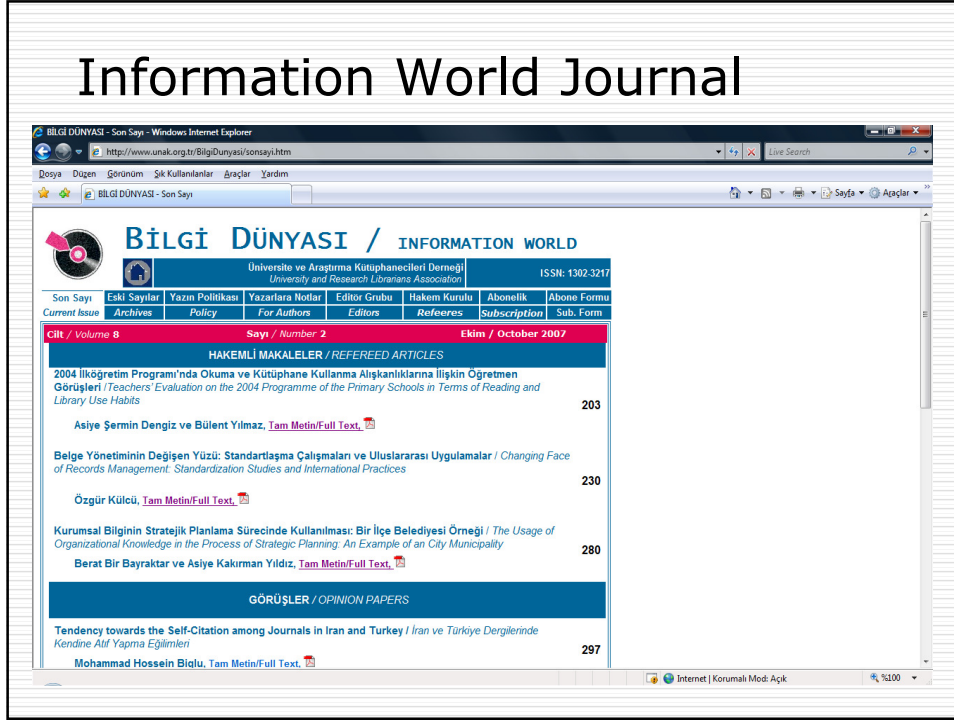 Information World Journal
BİLGİ DÜNYASI - Son Sayı - Windows Internet Explorer
http://www.unak.org.tr/BilgiDunyasi/sonsayi.htm
Live Search
Dosya Düzen Görünüm Sık Kullanılanlar Araçlar Yardım
BİLGİ DÜNYASI - Son Sayı
Sayfa Araçlar
BİLGİ DÜNYASI / INFORMATION WORLD
Üniversite ve Araştırma Kütüphanecileri Derneği
University and Research Librarians Association
ISSN: 1302-3217
Son Sayı Eski Sayılar Yazın Politikası Yazarlara Notlar Editör Grubu Hakem Kurulu Abonelik Abone Formu
Current Issue Archives Policy For Authors Editors Refeeres Subscription Sub. Form
Cilt / Volume 8 Sayı / Number 2 Ekim / October 2007
HAKEMLİ MAKALELER / REFEREED ARTICLES
2004 İlköğretim Programı'nda Okuma ve Kütüphane Kullanma Alışkanlıklarına İlişkin Öğretmen
Görüşleri /Teachers' Evaluation on the 2004 Programme of the Primary Schools in Terms of Reading and
Library Use Habits
203
Asiye Şermin Dengiz ve Bülent Yılmaz, Tam Metin/Full Text,
Belge Yönetiminin Değişen Yüzü: Standartlaşma Çalışmaları ve Uluslararası Uygulamalar / Changing Face
of Records Management: Standardization Studies and International Practices
230
Özgür Külcü, Tam Metin/Full Text,
Kurumsal Bilginin Stratejik Planlama Sürecinde Kullanılması: Bir İlçe Belediyesi Örneği / The Usage of
Organizational Knowledge in the Process of Strategic Planning: An Example of an City Municipality
280
Berat Bir Bayraktar ve Asiye Kakırman Yıldız, Tam Metin/Full Text,
GÖRÜŞLER / OPINION PAPERS
Tendency towards the Self-Citation among Journals in Iran and Turkey / İran ve Türkiye Dergilerinde
Kendine Atıf Yapma Eğilimleri
297
Mohammad Hossein Biglu, Tam Metin/Full Text,
Internet | Korumalı Mod: Açık
%100